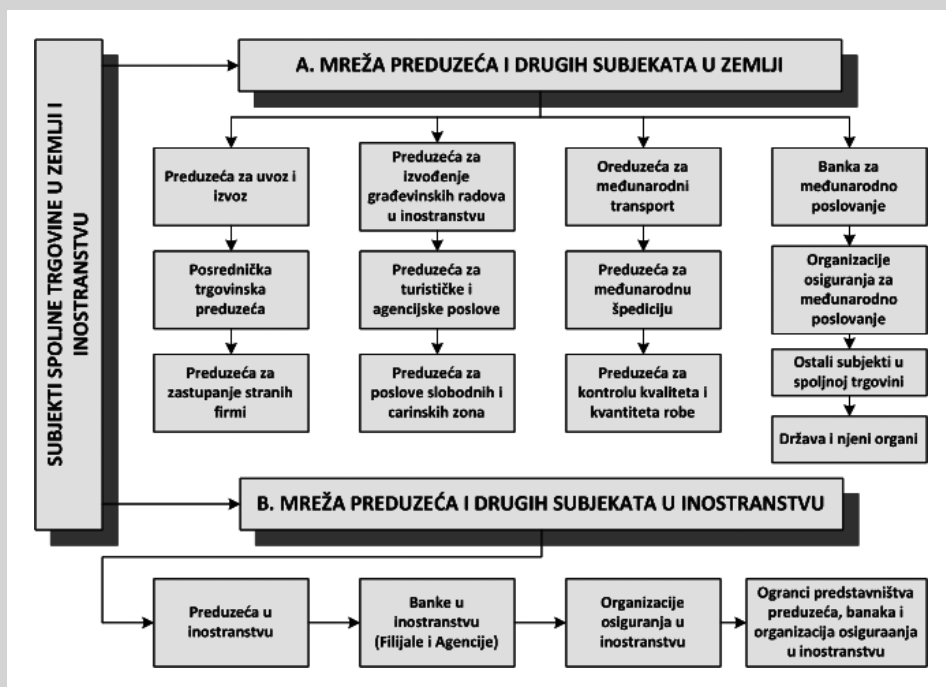 SUBJEKTI SPOLJNE TRGOVINE U ZEMLJI I
INOSTRANSTVU
A. MREŽA PREDUZEĆA I DRUGIH SUBJEKATA U ZEMLJI
Preduzeća za uvoz i
izvoz
Posrednička
trgovinska
preduzeća
Preduzeća za
zastupanje stranih
firmi
Preduzeća za
izvođenje
građevinskih radova
u inostranstvu
Preduzeća za
turističke i
agencijske poslove
Preduzeća za
poslove slobodnih i
carinskih zona
Oreduzeća za
međunarodni
transport
Preduzeća za
međunarodnu
špediciju
Preduzeća za
kontrolu kvaliteta i
kvantiteta robe
Banka za
međunarodno
poslovanje
Organizacije
osiguranja za
međunarodno
poslovanje
Ostali subjekti u
spoljnoj trgovini
Država i njeni organi
B. MREŽA PREDUZEĆA I DRUGIH SUBJEKATA U INOSTRANSTVU
Preduzeća u
inostranstvu
Banke u
inostranstvu
(Filijale i Agencije)
Organizacije
osiguranja u
inostranstvu
Ogranci predstavništva
preduzeća, banaka i
organizacija osiguraanja
u inostranstvu